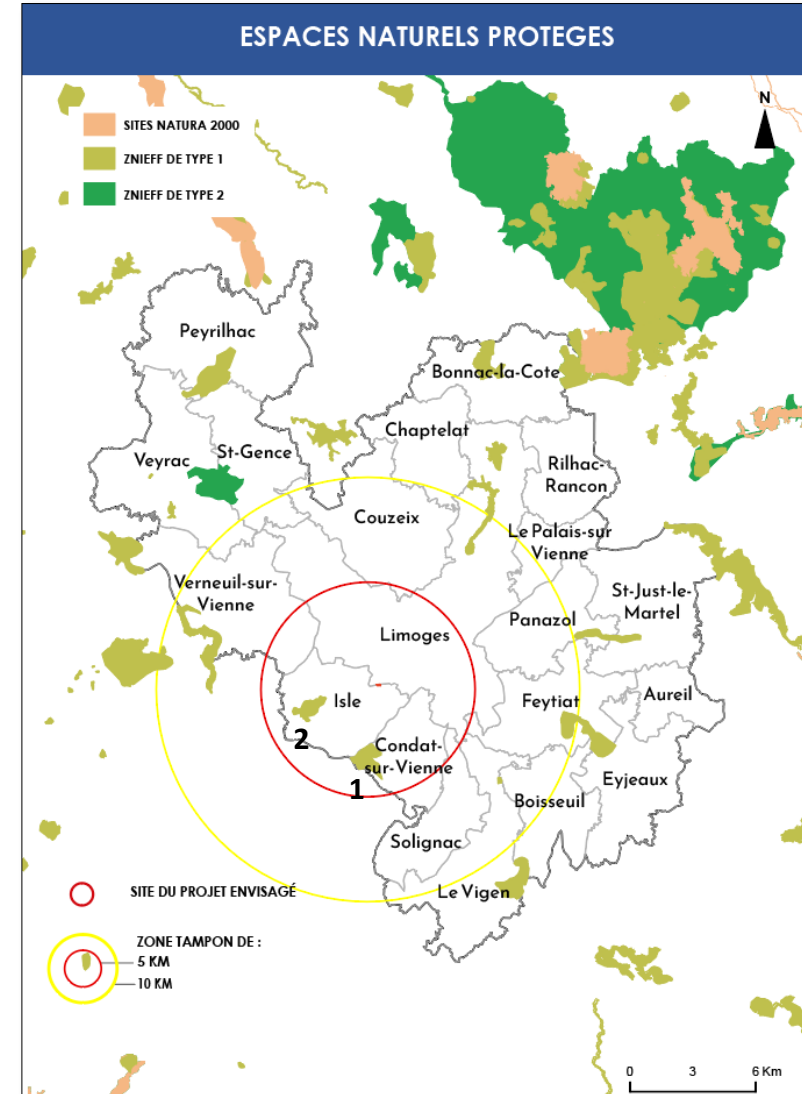 ESPACES NATURELS PROTEGES
N
SITES NATURA 2000
ZNIEFF DE TYPE 1
ZNIEFF DE TYPE 2
Peyrilhac
Bonnac-la-Cote
Chaptelat
St-Gence
Veyrac
Rilhac-
Rancon
Couzeix
Le Palais-sur
Vienne
Verneuil-sur-
Vienne
St-Just-le-
Martel
Panazol
Limoges
Isle
Feytiat
Aureil
2
Condat-
sur-Vienne
1
Eyjeaux
Boisseuil
Solignac
Le Vigen
SITE DU PROJET ENVISAGÉ
ZONE TAMPON DE :
5 KM
10 KM
0 3 6 Km